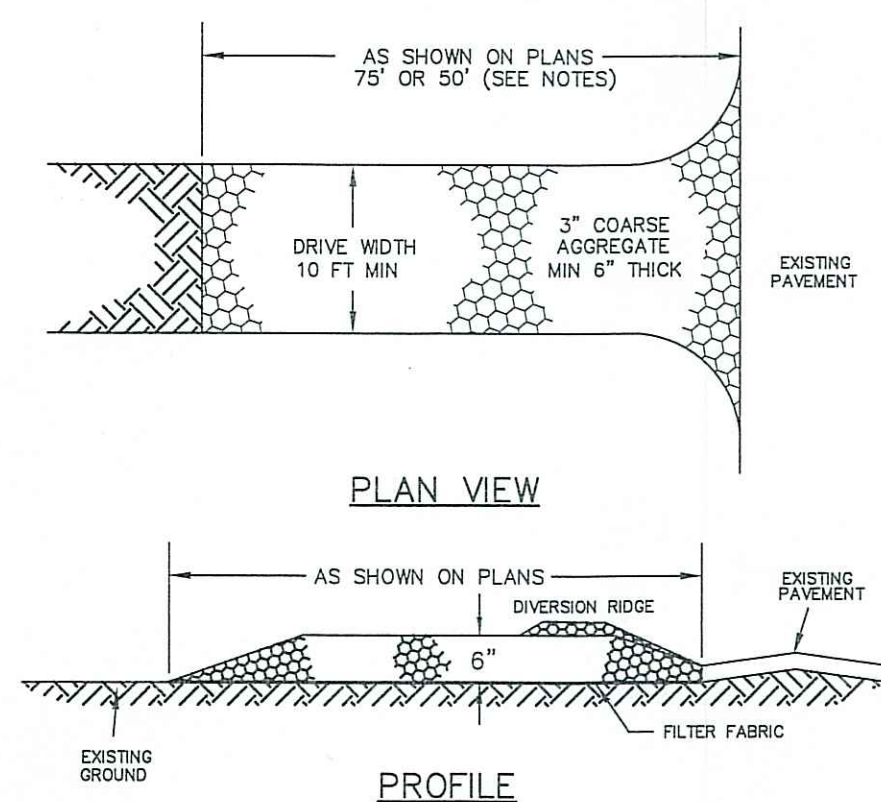 AS SHOWN ON PLANS
75' OR 50' (SEE NOTES)
DRIVE WIDTH
10 FT MIN
3" COARSE
AGGREGATE
MIN 6" THICK
EXISTING
PAVEMENT
PLAN VIEW
AS SHOWN ON PLANS
EXISTING
PAVEMENT
DIVERSION RIDGE
6"
FILTER FABRIC
EXISTING
GROUND
PROFILE